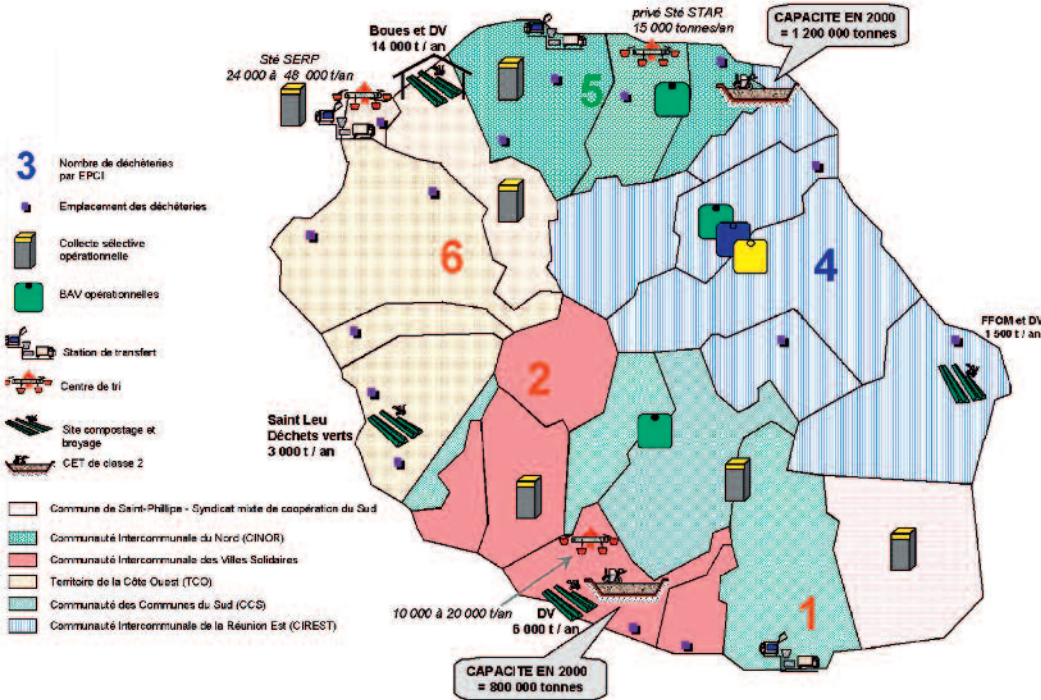 Boues et DV
14 000 t / an
privé Sté STAR
15 000 tonnes/an
CAPACITE EN 2000
= 1 200 000 tonnes
Sté SERP
24 000 à 48 000 t/an
5
3
Nombre de déchèteries
par EPCI
Emplacement des déchèteries
Collecte sélective
opérationnelle
BAV opérationnelles
Station de transfert
Centre de tri
Site compostage et
broyage
CET de classe 2
6
4
FFOM et DV
1 500 t / an
2
Saint Leu
Déchets verts
3 000 t / an
Commune de Saint-Phillipe - Syndicat mixte de coopération du Sud
Communauté Intercommunale du Nord (CINOR)
Communauté Intercommunale des Villes Solidaires
Territoire de la Côte Ouest (TCO)
Communauté des Communes du Sud (CCS)
Communauté Intercommunale de la Réunion Est (CIREST)
10 000 à 20 000 t/an
DV
6 000 t / an
1
CAPACITE EN 2000
= 800 000 tonnes